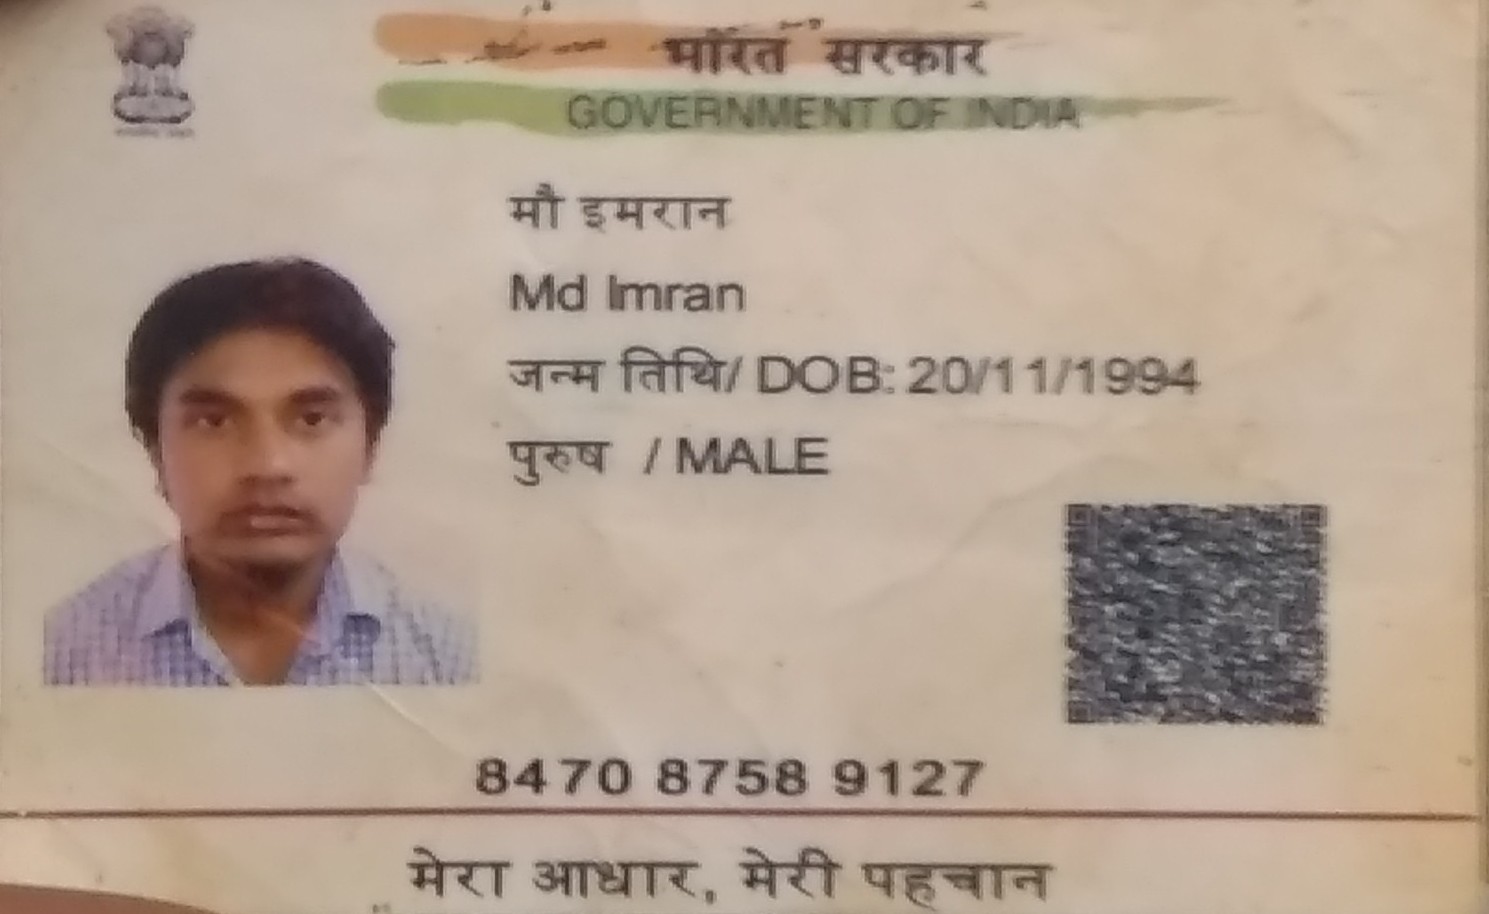 भारत सरकार
GOVERNMENT OF INDIA
मौ इमरान
Md Imran
जन्म तिथि/ DOB: 20/11/1994
पुरुष / MALE
8470 8758 9127
मेरा आधार, मेरी पहचान